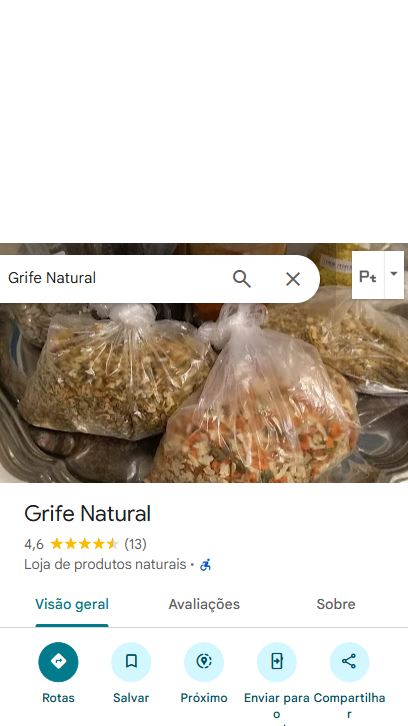 Grife Natural
Pt
Grife Natural
4,6 (13)
Loja de produtos naturais ·
Visão geral Avaliações Sobre
Rotas Salvar Próximo Enviar para o Compartilhar